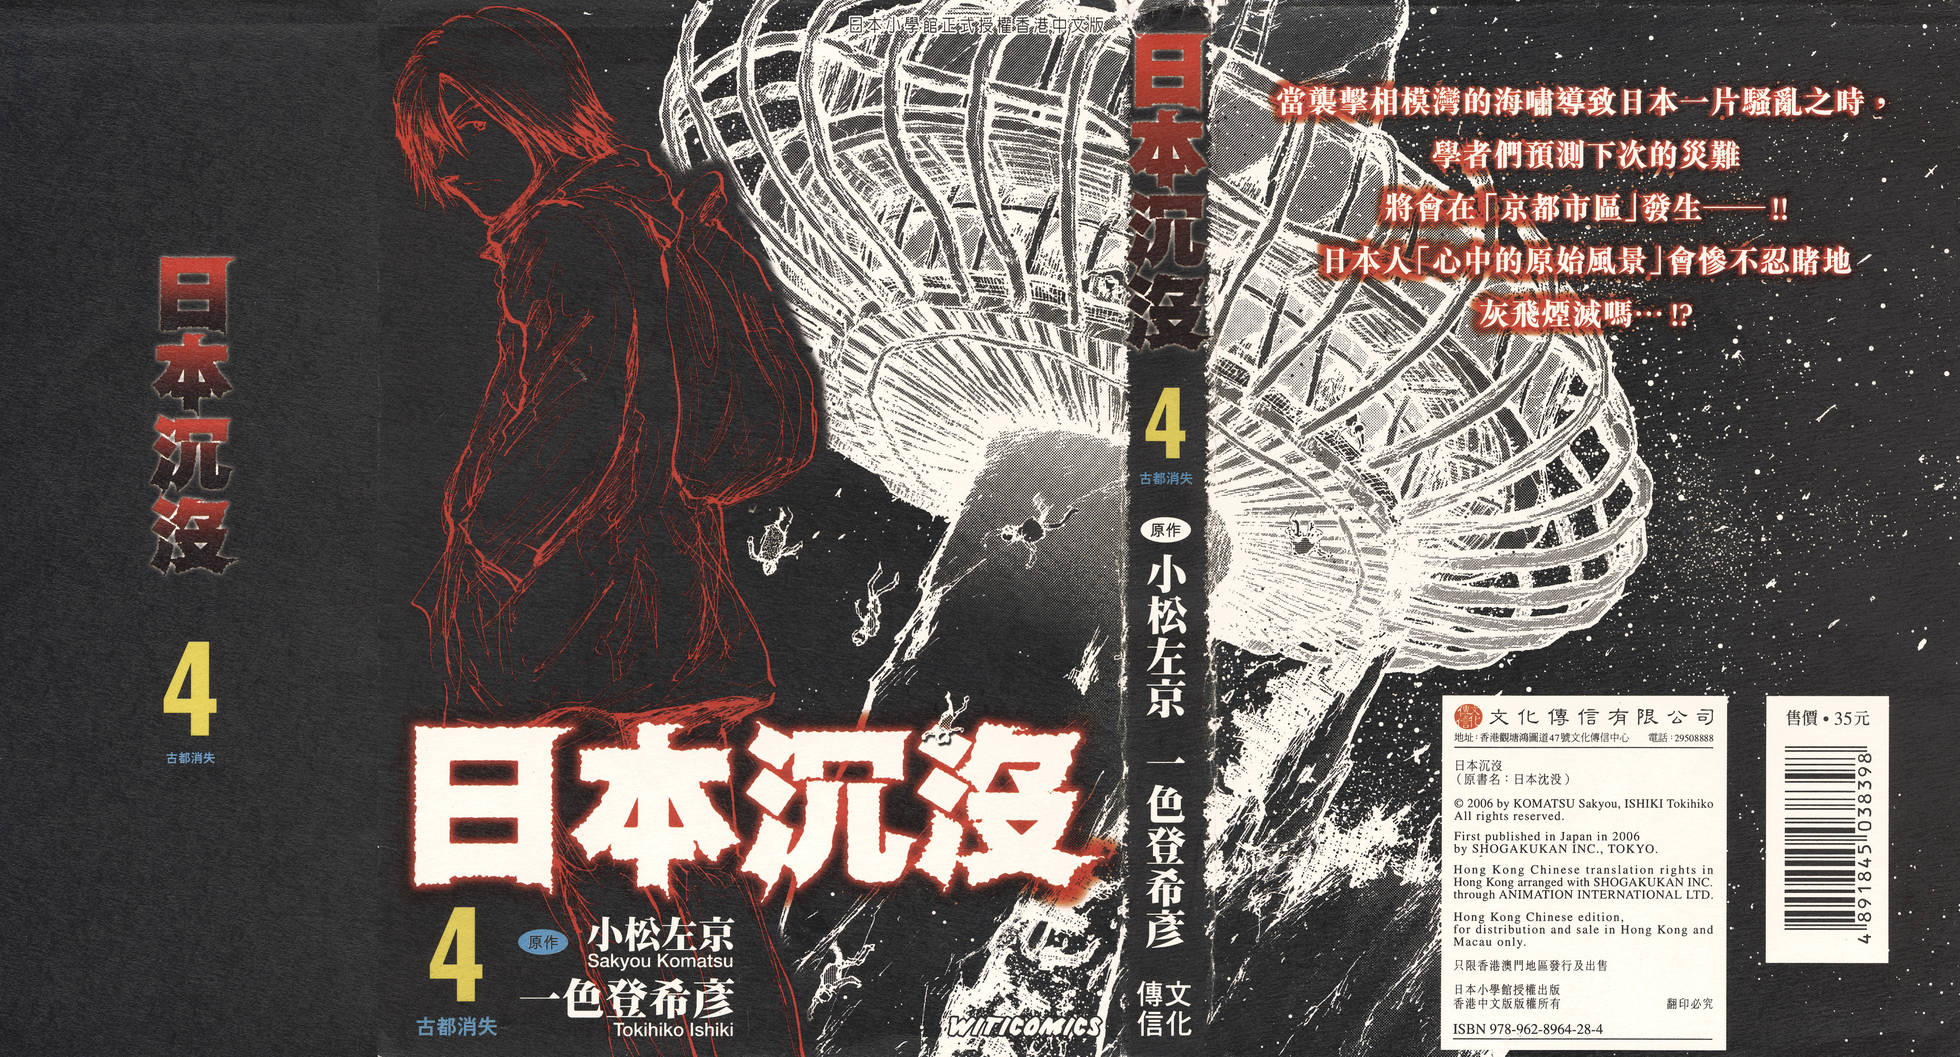 日本沉沒
4
古都消失
日本小學館正式授權香港中文版
日本沉沒
4
古都消失
原作
小松左京
Sakyou Komatsu
一色登希彥
Tokihiko Ishiki
WITICOMICS
日本沉沒
4
古都消失
原作
小松左京
一色登希彥
文化傳信
當襲擊相模灣的海嘯導致日本一片騷亂之時，
學者們預測下次的災難
將會在「京都市區」發生——!!
日本人「心中的原始風景」會慘不忍睹地
灰飛煙滅嗎…!?
文化傳信有限公司
地址：香港觀塘鴻圖道47號文化傳信中心 電話：29508888
日本沉沒
（原書名：日本沈没）
© 2006 by KOMATSU Sakyou, ISHIKI Tokihiko
All rights reserved.
First published in Japan in 2006
by SHOGAKUKAN INC., TOKYO.
Hong Kong Chinese translation rights in
Hong Kong arranged with SHOGAKUKAN INC.
through ANIMATION INTERNATIONAL LTD.
Hong Kong Chinese edition,
for distribution and sale in Hong Kong and
Macau only.
只限香港澳門地區發行及出售
日本小學館授權出版
香港中文版版權所有 翻印必究
ISBN 978-962-8964-28-4
售價•35元
4 891845 038398